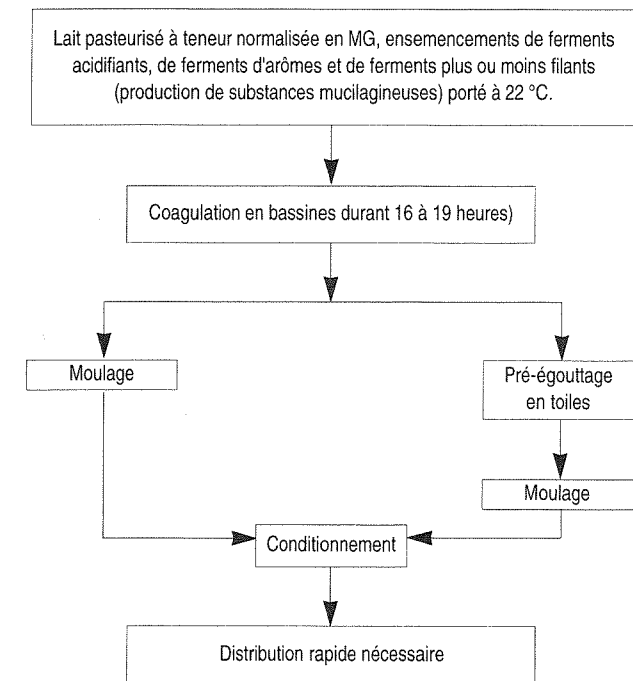 Lait pasteurisé à teneur normalisée en MG, ensemencements de ferments
acidifiants, de ferments d'arômes et de ferments plus ou moins filants
(production de substances mucilagineuses) porté à 22 °C.
Coagulation en bassines durant 16 à 19 heures)
Moulage
Pré-égouttage
en toiles
Moulage
Conditionnement
Distribution rapide nécessaire